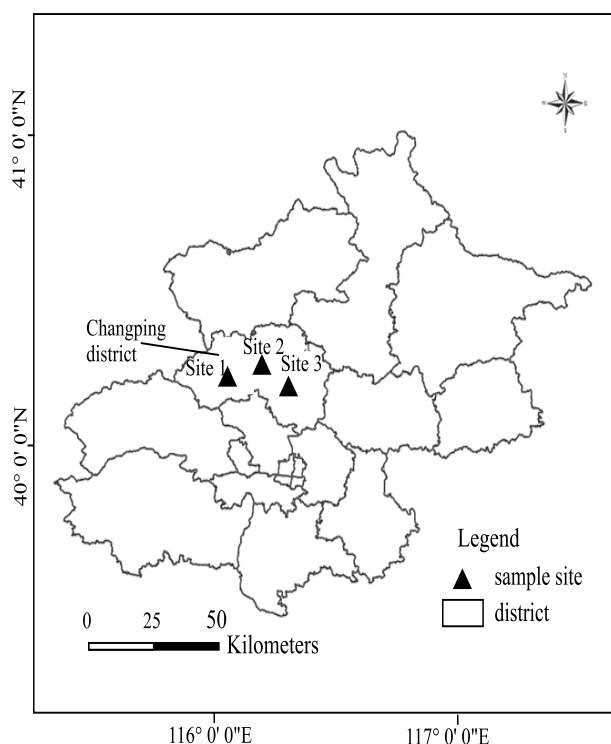 41° 0' 0"N
N
W
E
S
Changping
district
Site 2
Site 1
Site 3
40° 0' 0"N
Legend
sample site
district
0 25 50
Kilometers
116° 0' 0"E
117° 0' 0"E